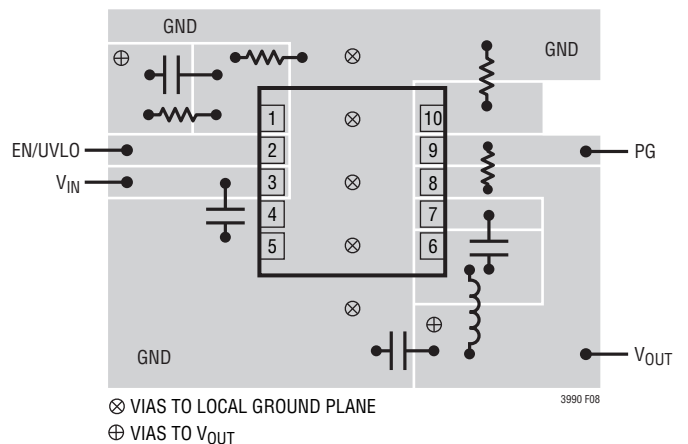 GND
GND
1
10
EN/UVLO
2
9
PG
VIN
3
8
4
7
5
6
GND
VOUT
3990 F08
⊗ VIAS TO LOCAL GROUND PLANE
⊕ VIAS TO VOUT